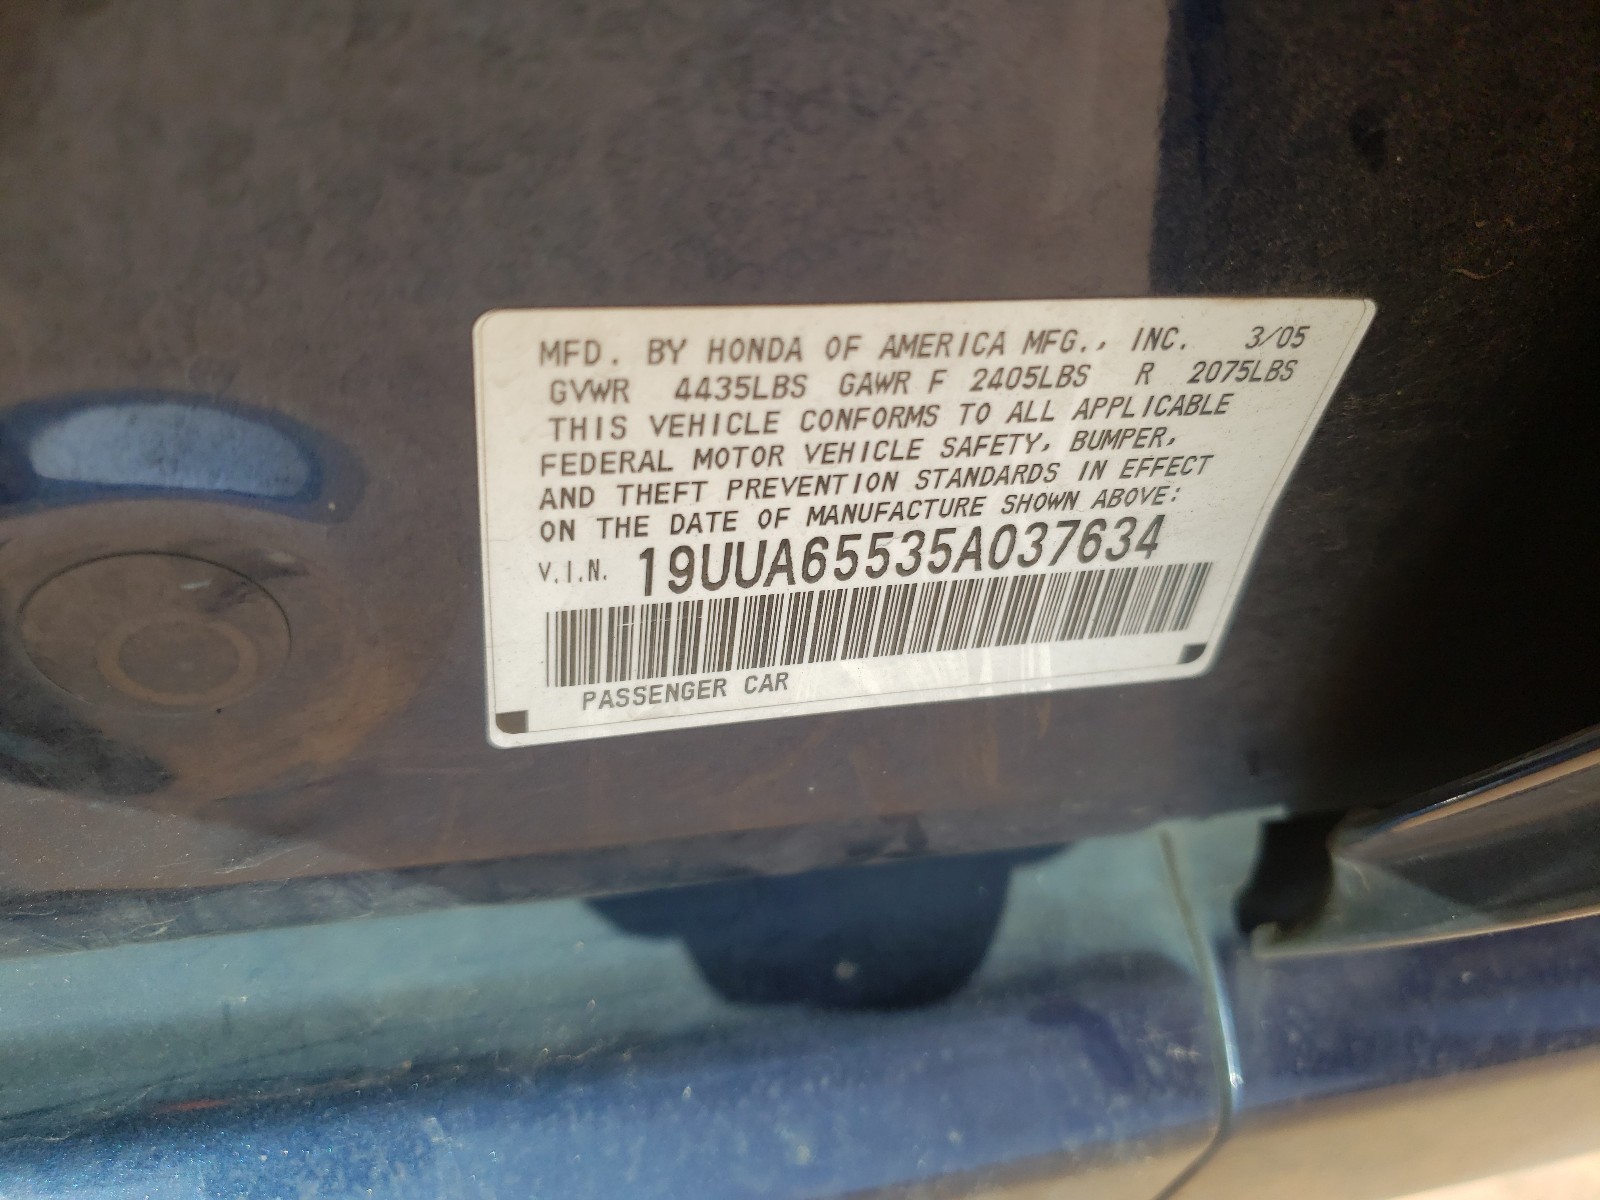 MFD. BY HONDA OF AMERICA MFG., INC. 3/05
GVWR 4435LBS GAWR F 2405LBS R 2075LBS
THIS VEHICLE CONFORMS TO ALL APPLICABLE
FEDERAL MOTOR VEHICLE SAFETY, BUMPER,
AND THEFT PREVENTION STANDARDS IN EFFECT
ON THE DATE OF MANUFACTURE SHOWN ABOVE:
V.I.N. 19UUA65535A037634
PASSENGER CAR